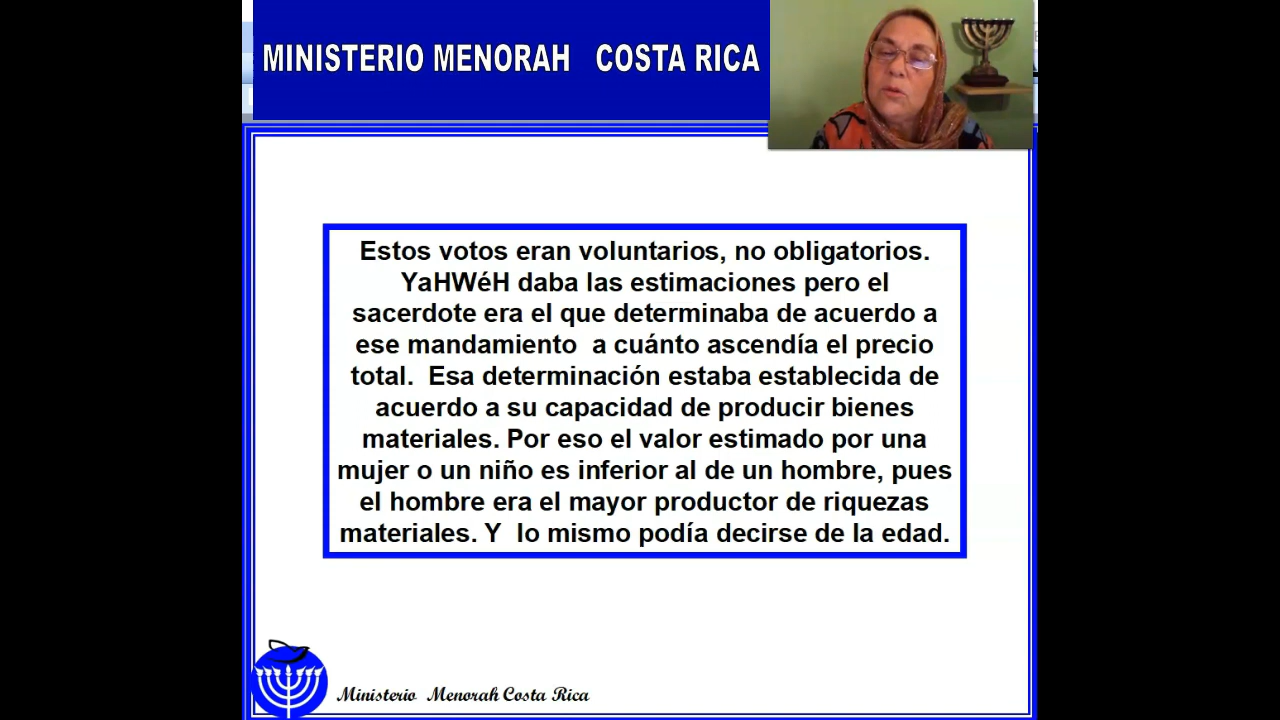 MINISTERIO MENORAH COSTA RICA
Estos votos eran voluntarios, no obligatorios.
YaHWéH daba las estimaciones pero el
sacerdote era el que determinaba de acuerdo a
ese mandamiento a cuánto ascendía el precio
total. Esa determinación estaba establecida de
acuerdo a su capacidad de producir bienes
materiales. Por eso el valor estimado por una
mujer o un niño es inferior al de un hombre, pues
el hombre era el mayor productor de riquezas
materiales. Y lo mismo podía decirse de la edad.
Ministerio Menorah Costa Rica